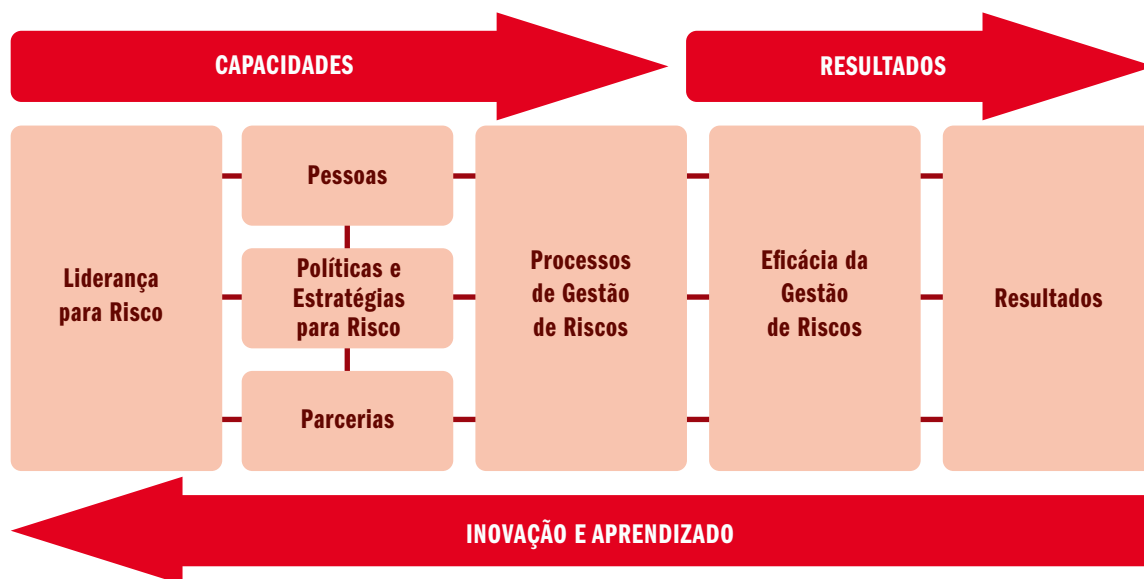 CAPACIDADES
RESULTADOS
Liderança
para Risco
Pessoas
Políticas e
Estratégias
para Risco
Parcerias
Processos
de Gestão
de Riscos
Eficácia da
Gestão
de Riscos
Resultados
INOVAÇÃO E APRENDIZADO